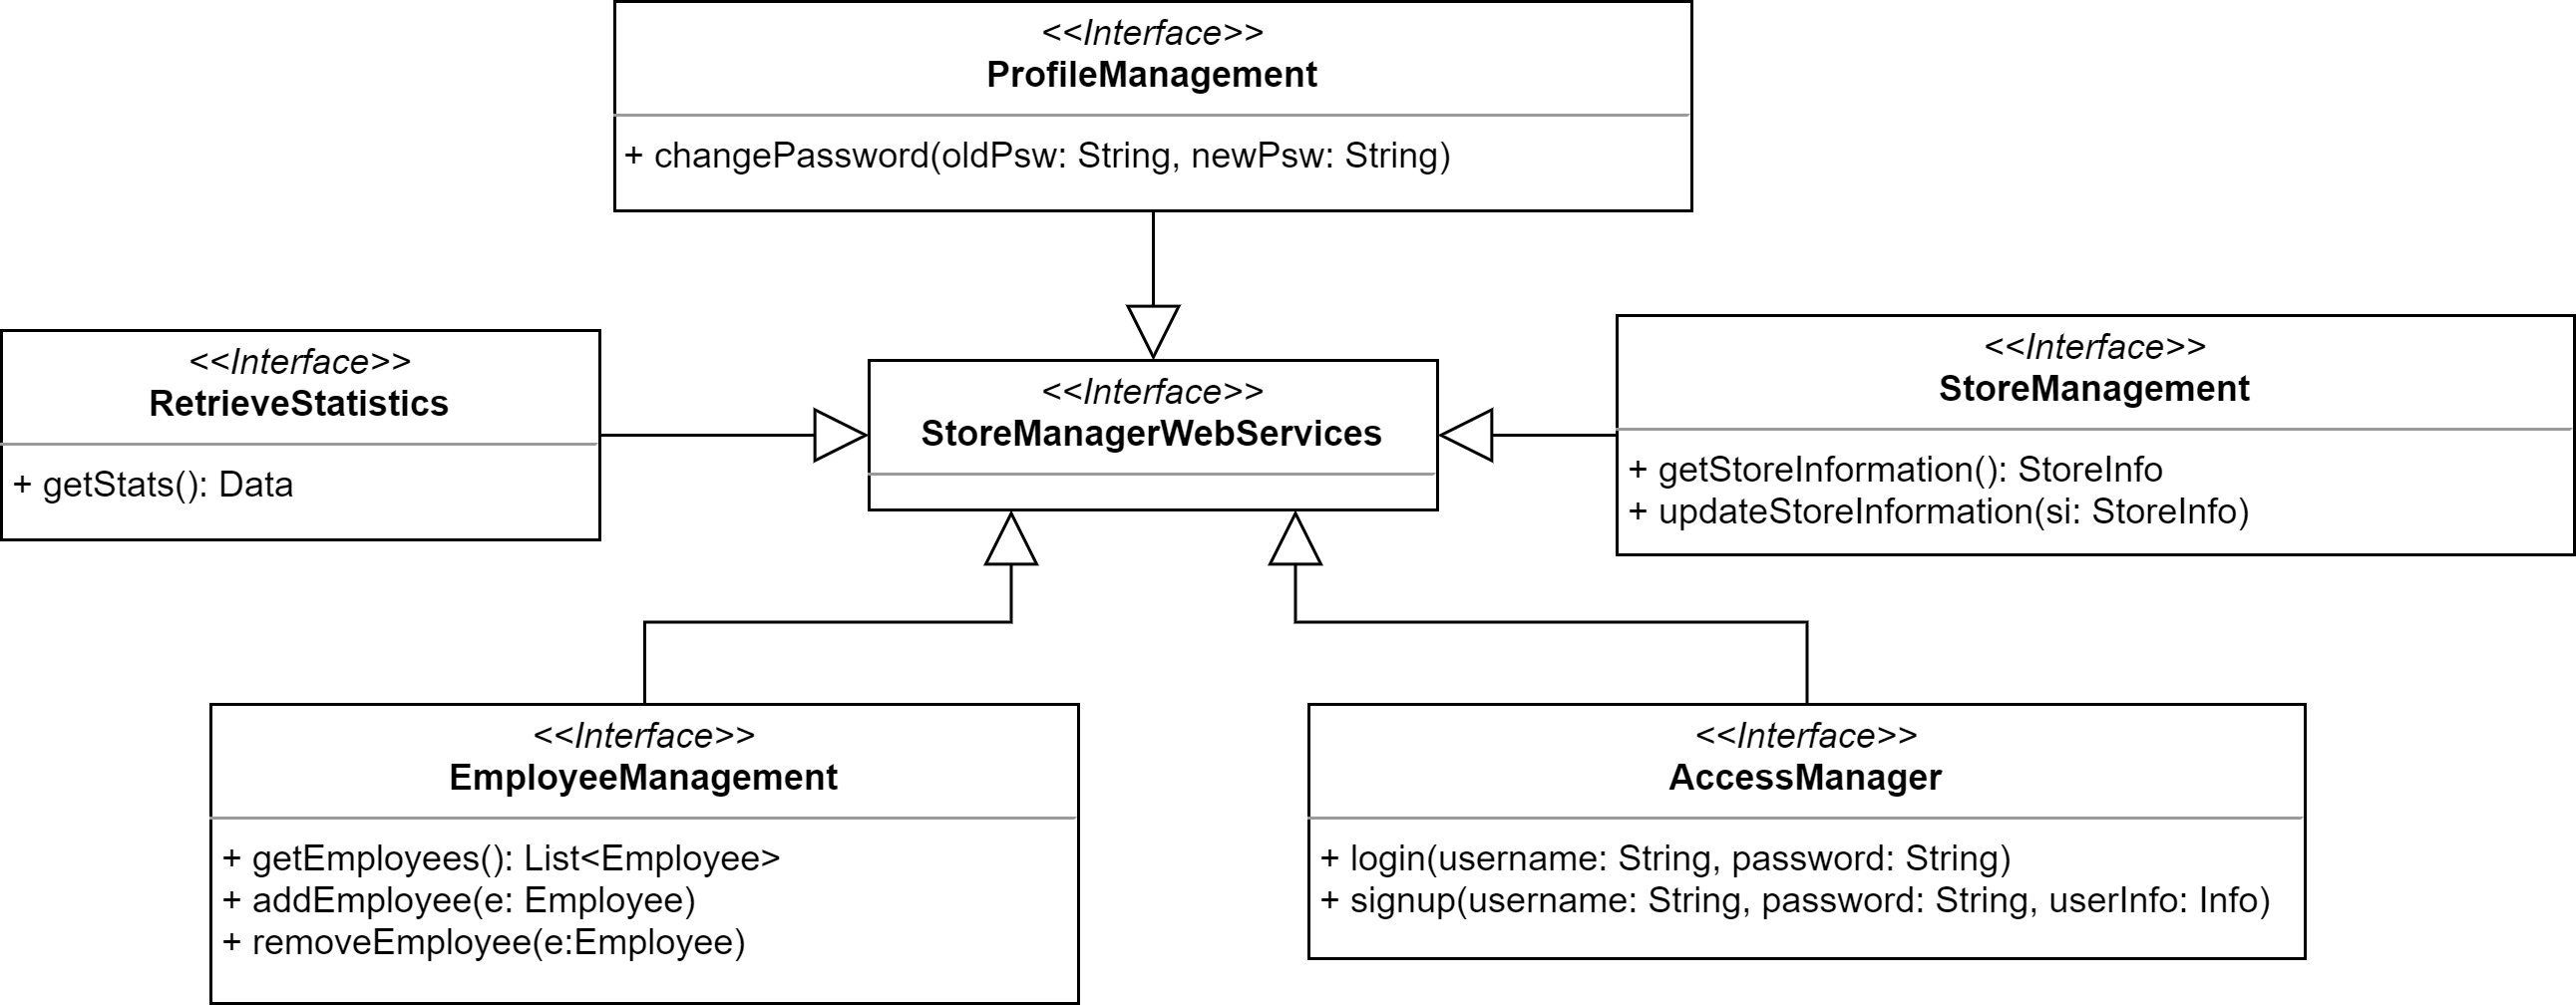 <<Interface>>
ProfileManagement
+ changePassword(oldPsw: String, newPsw: String)
<<Interface>>
RetrieveStatistics
+ getStats(): Data
<<Interface>>
StoreManagerWebServices
<<Interface>>
StoreManagement
+ getStoreInformation(): StoreInfo
+ updateStoreInformation(si: StoreInfo)
<<Interface>>
EmployeeManagement
+ getEmployees(): List<Employee>
+ addEmployee(e: Employee)
+ removeEmployee(e:Employee)
<<Interface>>
AccessManager
+ login(username: String, password: String)
+ signup(username: String, password: String, userInfo: Info)